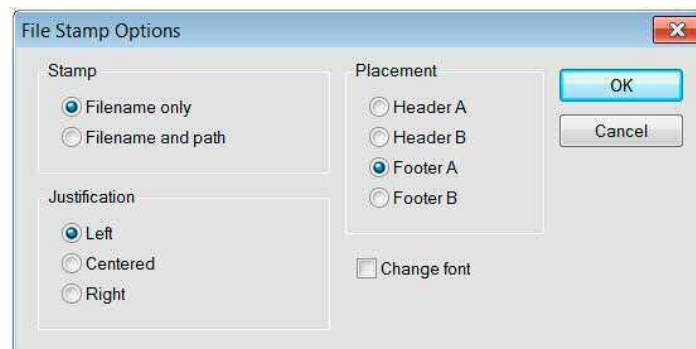 File Stamp Options
Stamp
Filename only
Filename and path
Justification
Left
Centered
Right
Placement
Header A
Header B
Footer A
Footer B
Change font
OK
Cancel